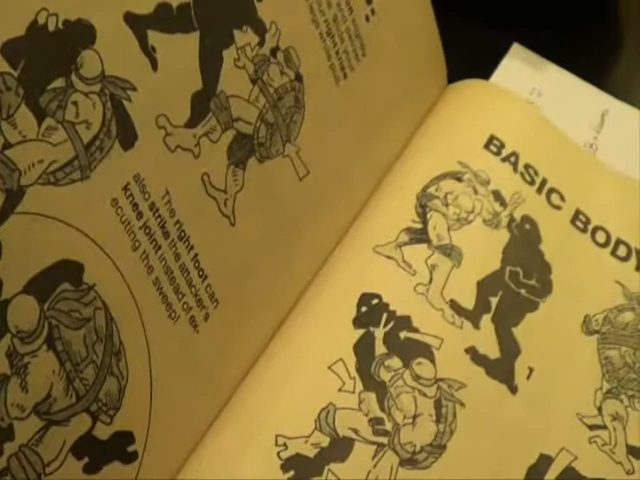 The right foot can
also strike the attacker's
knee joint instead of ex-
ecuting the sweep!
BASIC BODY
1